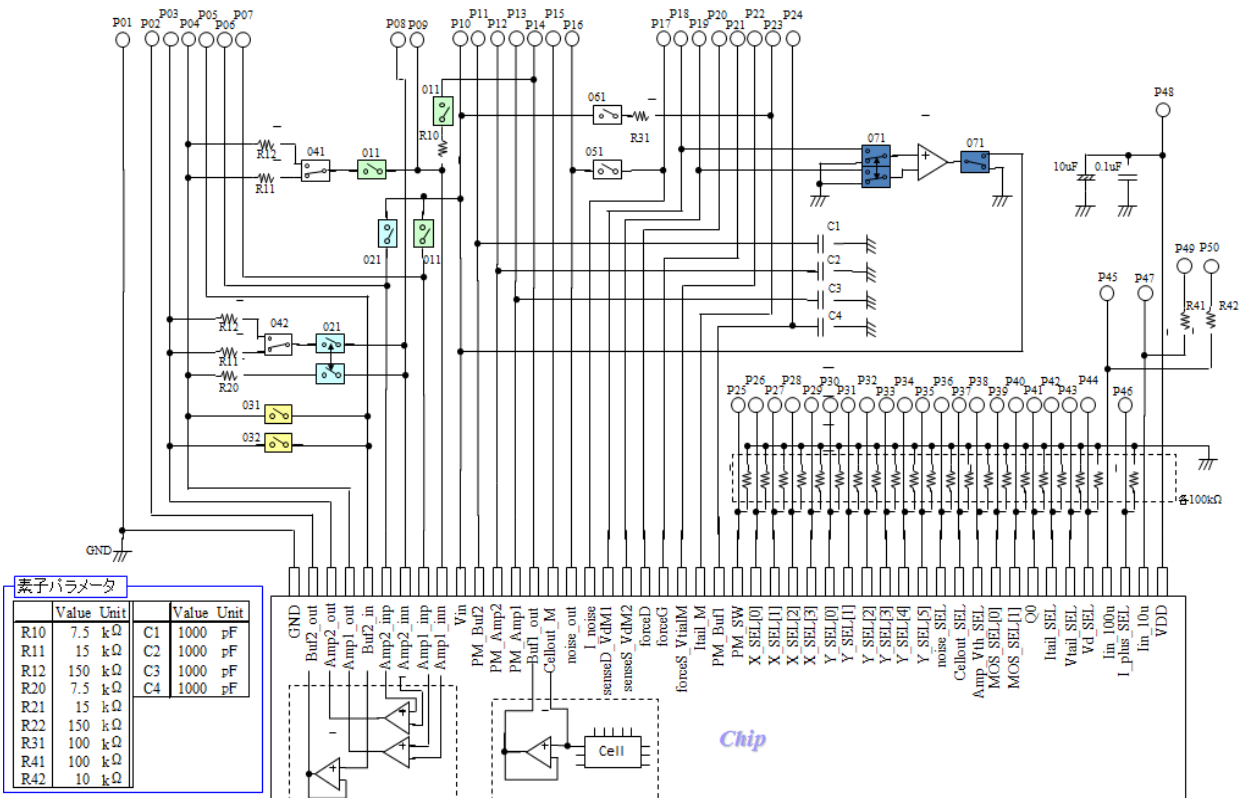 P01
P02
P03
P04
P05
P06
P07
P08
P09
P10
P11
P12
P13
P14
P15
P16
P17
P18
P19
P20
P21
P22
P23
P24
P48
011
R10
061
R31
051
071
071
R12
041
011
R11
10uF
0.1uF
021
011
C1
C2
C3
C4
P49
P50
P45
P47
R41
R42
R12
042
021
R11
R20
031
032
P25
P26
P27
P28
P29
P30
P31
P32
P33
P34
P35
P36
P37
P38
P39
P40
P41
P42
P43
P44
P46
各100kΩ
GND
素子パラメータ
Value Unit Value Unit
R10 7.5 kΩ C1 1000 pF
R11 15 kΩ C2 1000 pF
R12 150 kΩ C3 1000 pF
R20 7.5 kΩ C4 1000 pF
R21 15 kΩ
R22 150 kΩ
R31 100 kΩ
R41 100 kΩ
R42 10 kΩ
GND
Buf2_out
Amp2_out
Amp1_out
Buf2_in
Amp2_inp
Amp2_inn
Amp1_inp
Amp1_inn
Vin
PM_Buf2
PM_Amp2
PM_Amp1
Buf1_out
Cellout_M
noise_out
I_noise
senseD_VdM1
senseS_VdM2
forceD
forceG
forceS_VtialM
Itail_M
PM_Buf1
PM_SW
X_SEL[0]
X_SEL[1]
X_SEL[2]
X_SEL[3]
Y_SEL[0]
Y_SEL[1]
Y_SEL[2]
Y_SEL[3]
Y_SEL[4]
Y_SEL[5]
noise_SEL
Cellout_SEL
Amp_Vth_SEL
MOS_SEL[0]
MOS_SEL[1]
Q0
Itail_SEL
Vtail_SEL
Vd_SEL
Iin_100u
I_plus_SEL
Iin_10u
VDD
Cell
Chip